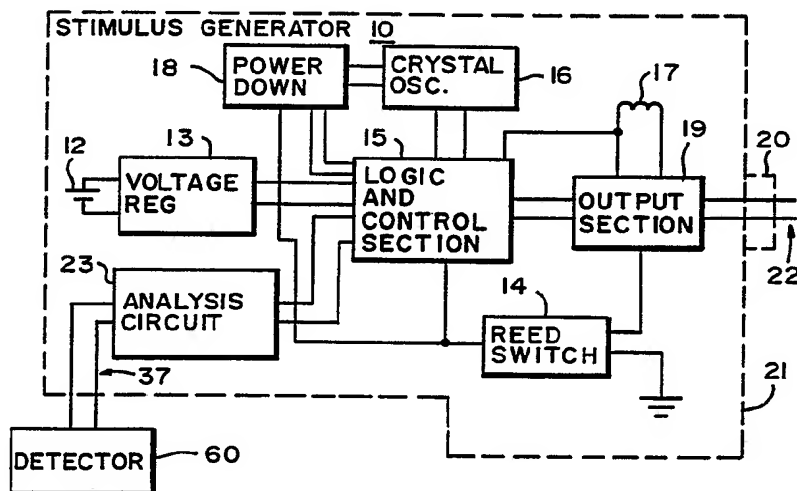 STIMULUS GENERATOR 10
18
POWER
DOWN
CRYSTAL
OSC.
16
17
12
13
VOLTAGE
REG
15
LOGIC
AND
CONTROL
SECTION
19
OUTPUT
SECTION
20
22
23
ANALYSIS
CIRCUIT
14
REED
SWITCH
21
37
DETECTOR
60